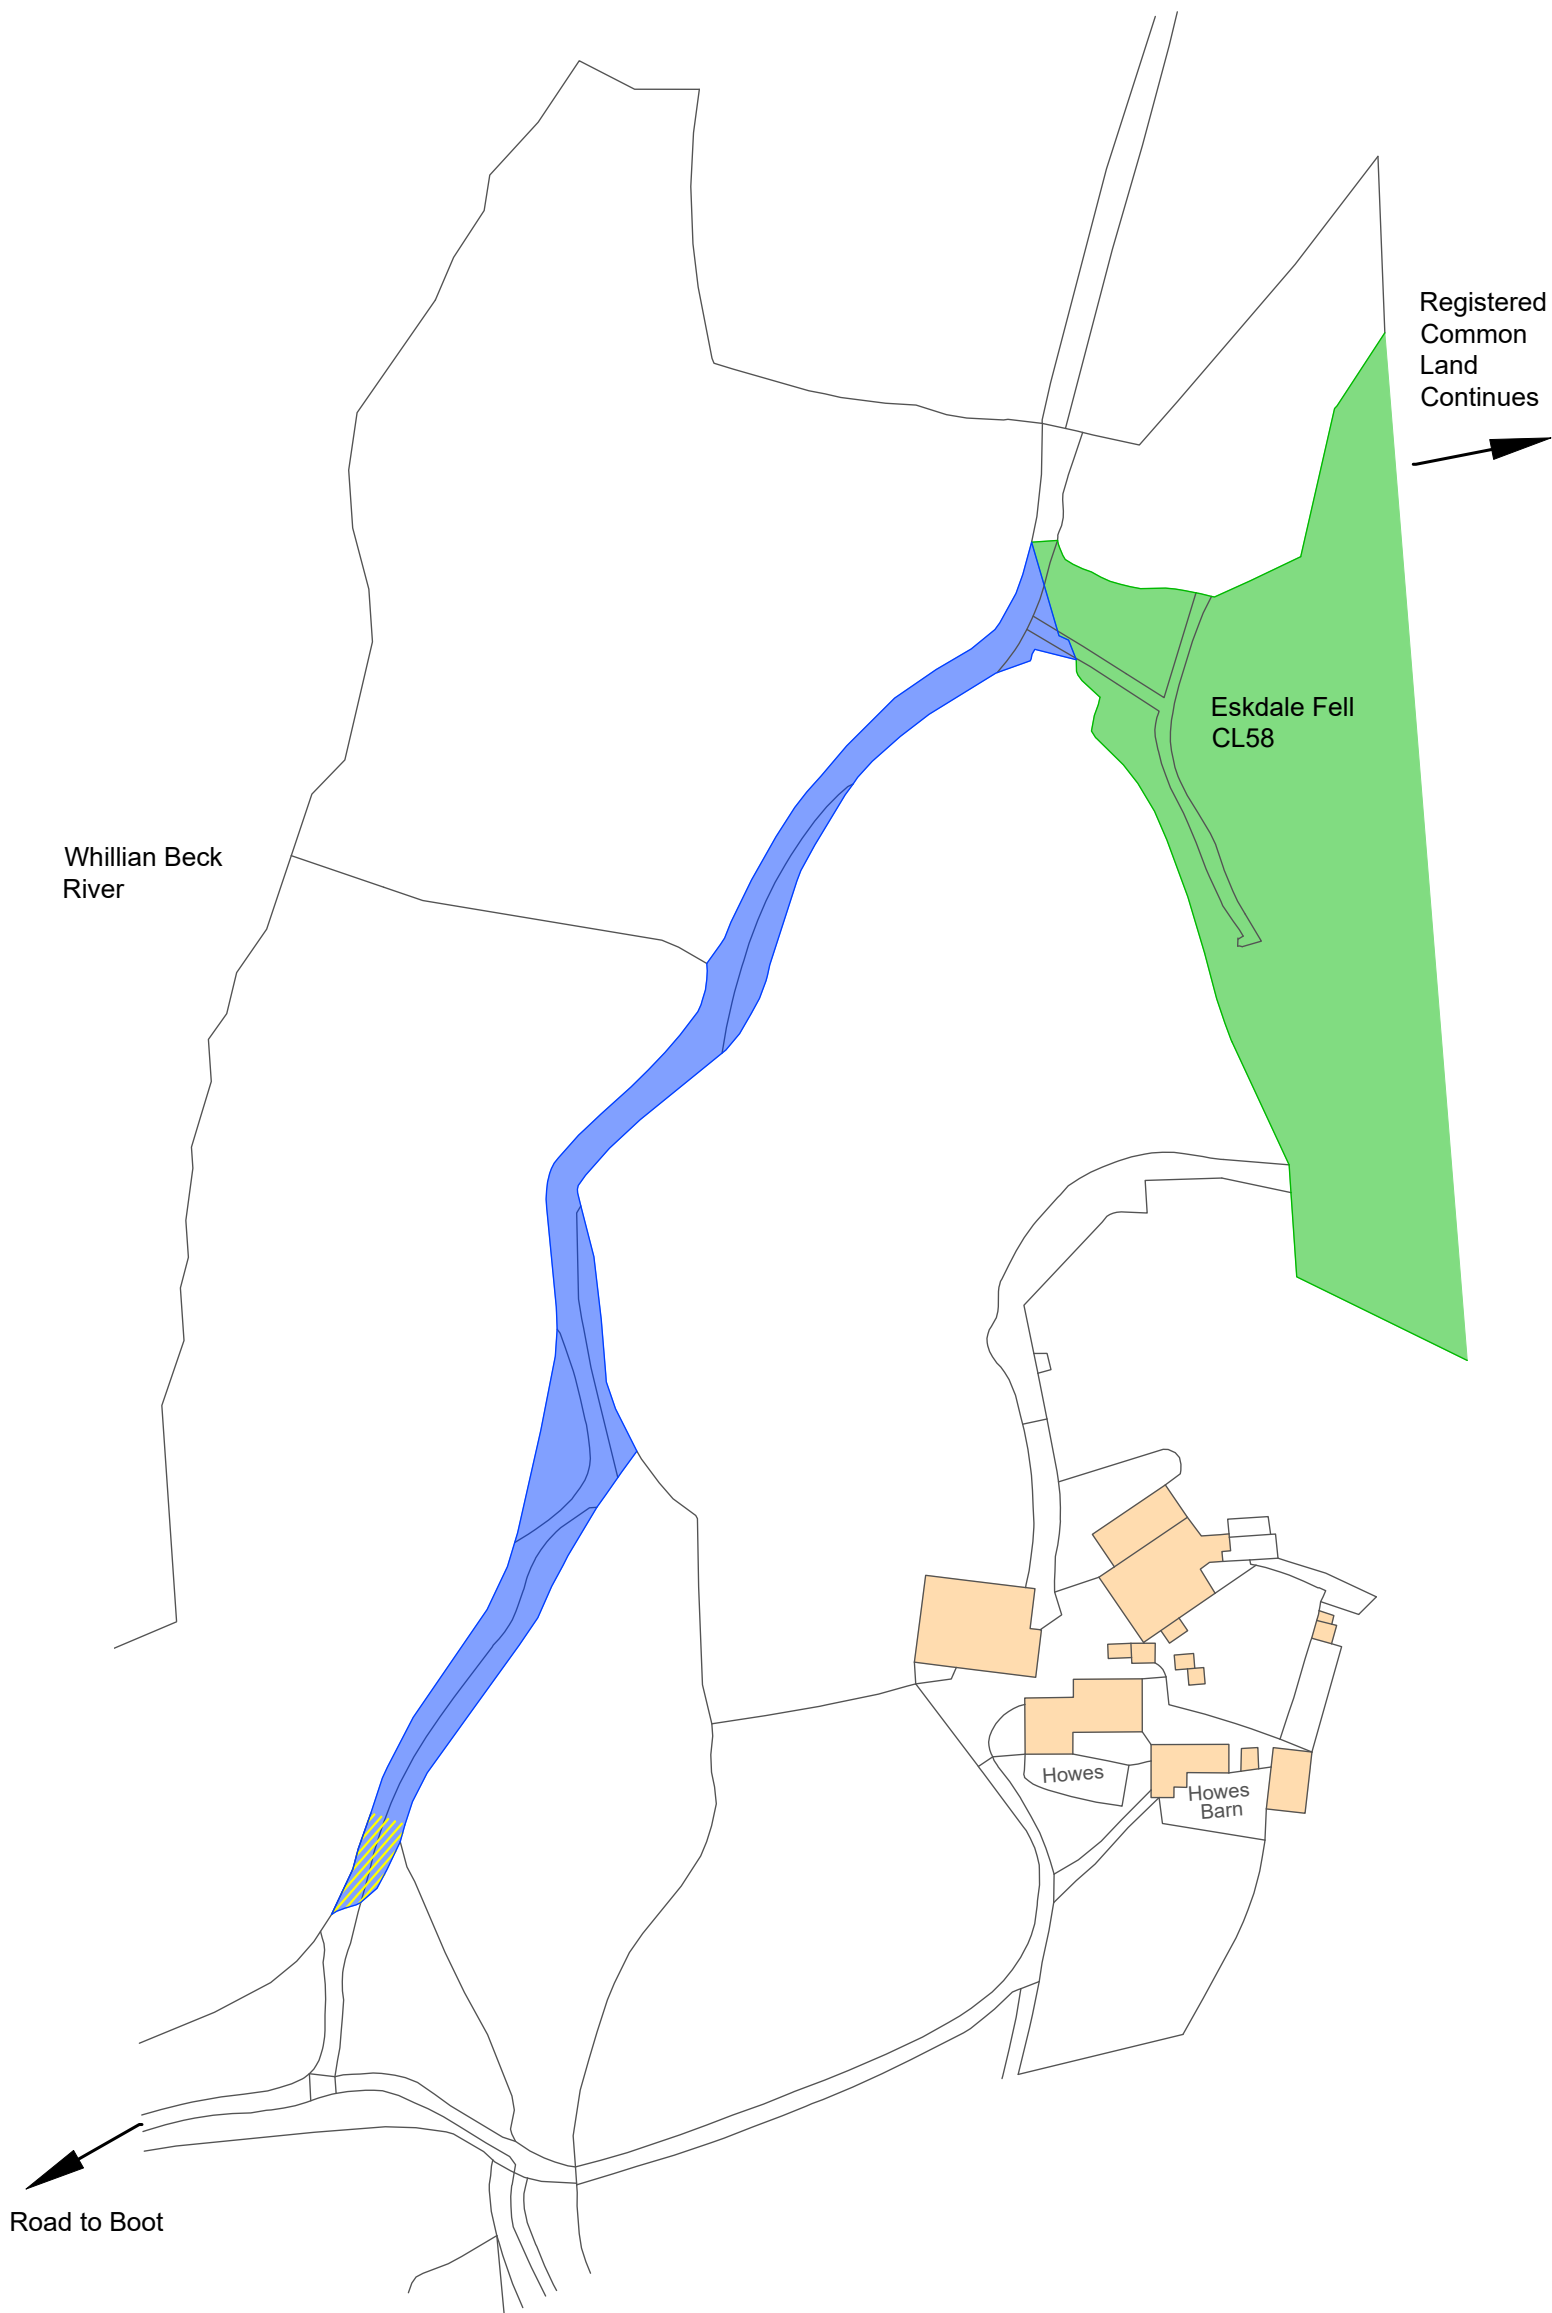 Registered
Common
Land
Continues
Eskdale Fell
CL58
Whillian Beck
River
Howes
Howes
Barn
Road to Boot